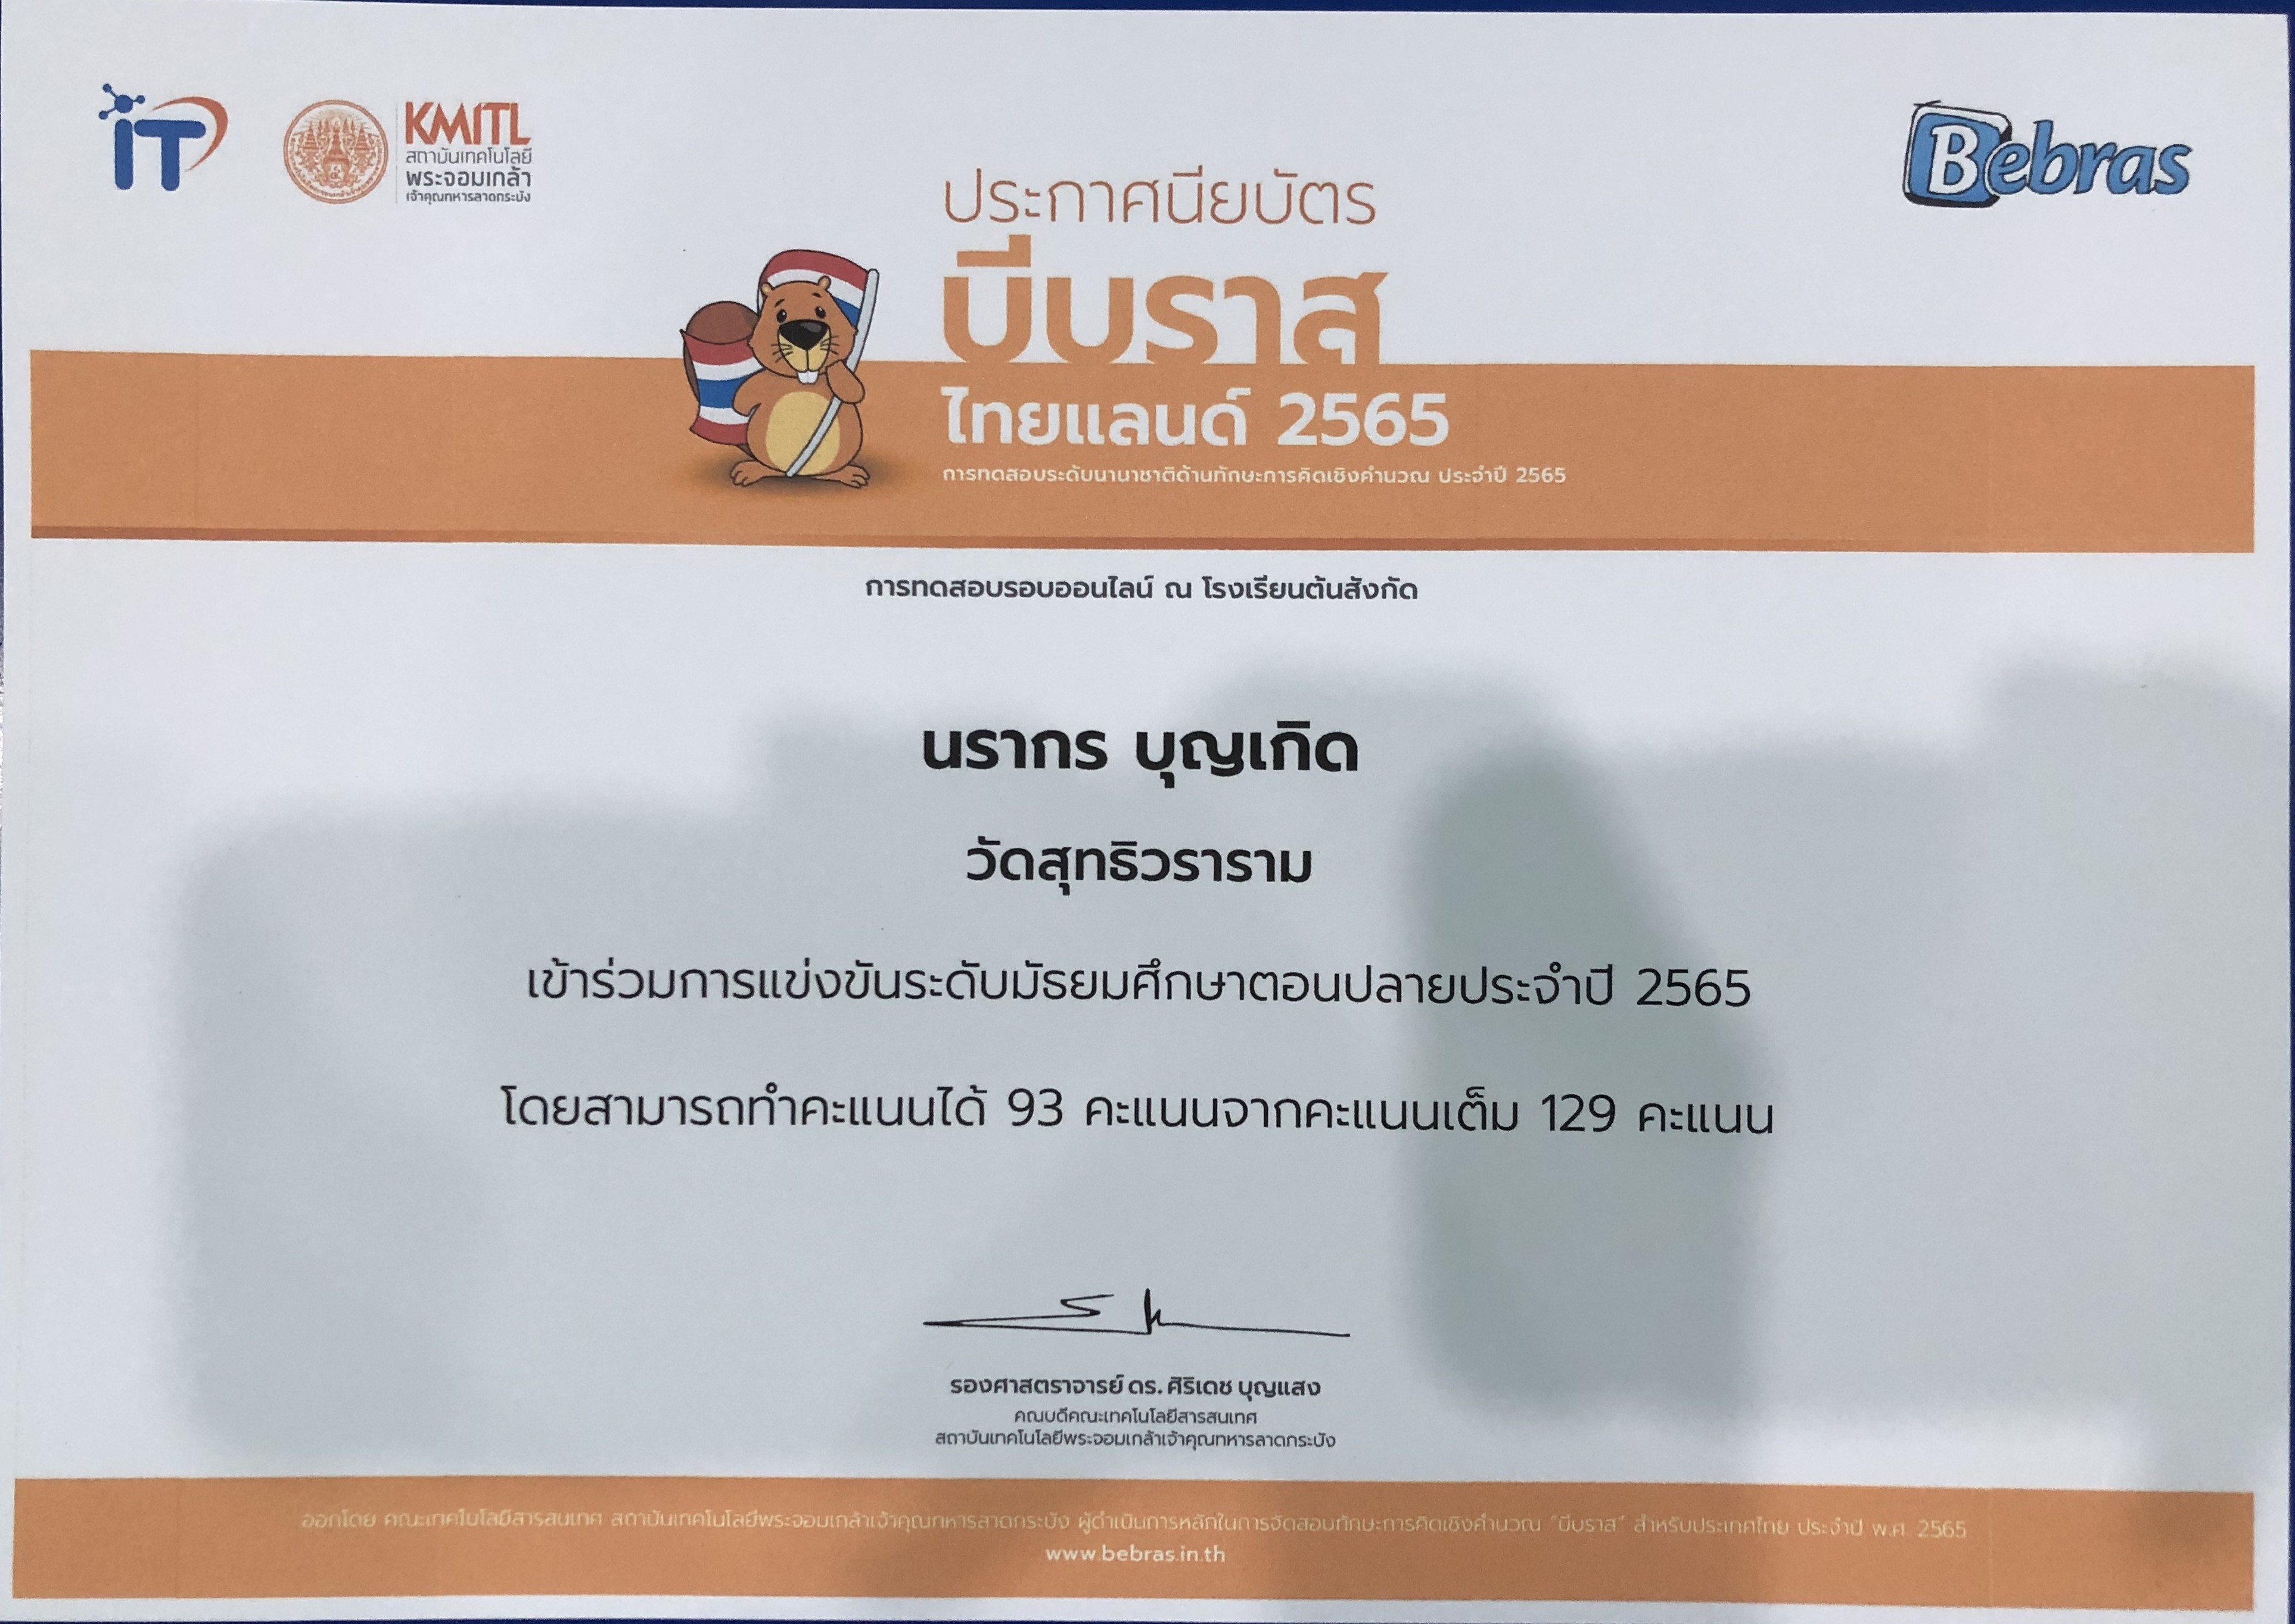 iT
KMITL
สถาบันเทคโนโลยี
พระจอมเกล้า
เจ้าคุณทหารลาดกระบัง
Bebras
ประกาศนียบัตร
บีบราส
ไทยแลนด์ 2565
การทดสอบระดับนานาชาติด้านทักษะการคิดเชิงคำนวณ ประจำปี 2565
การทดสอบรอบออนไลน์ ณ โรงเรียนต้นสังกัด
นรากร บุญเกิด
วัดสุทธิวราราม
เข้าร่วมการแข่งขันระดับมัธยมศึกษาตอนปลายประจำปี 2565
โดยสามารถทำคะแนนได้ 93 คะแนนจากคะแนนเต็ม 129 คะแนน
รองศาสตราจารย์ ดร. ศิริเดช บุญแสง
คณบดีคณะเทคโนโลยีสารสนเทศ
สถาบันเทคโนโลยีพระจอมเกล้าเจ้าคุณทหารลาดกระบัง
ออกโดย คณะเทคโนโลยีสารสนเทศ สถาบันเทคโนโลยีพระจอมเกล้าเจ้าคุณทหารลาดกระบัง ผู้ดำเนินการหลักในการจัดสอบทักษะการคิดเชิงคำนวณ "บีบราส" สำหรับประเทศไทย ประจำปี พ.ศ. 2565
www.bebras.in.th